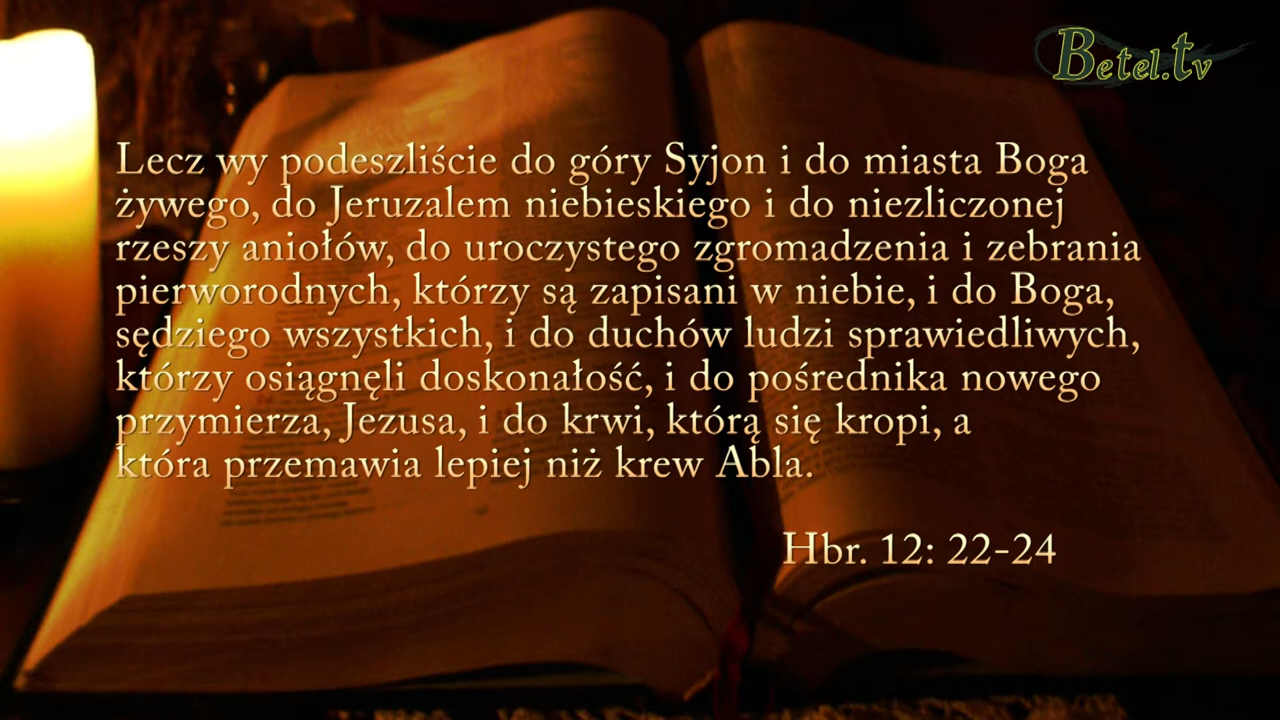 Betel.tv
Lecz wy podeszliście do góry Syjon i do miasta Boga
żywego, do Jeruzalem niebieskiego i do niezliczonej
rzeszy aniołów, do uroczystego zgromadzenia i zebrania
pierworodnych, którzy są zapisani w niebie, i do Boga,
sędziego wszystkich, i do duchów ludzi sprawiedliwych,
którzy osiągnęli doskonałość, i do pośrednika nowego
przymierza, Jezusa, i do krwi, którą się kropi, a
która przemawia lepiej niż krew Abla.
Hbr. 12: 22-24